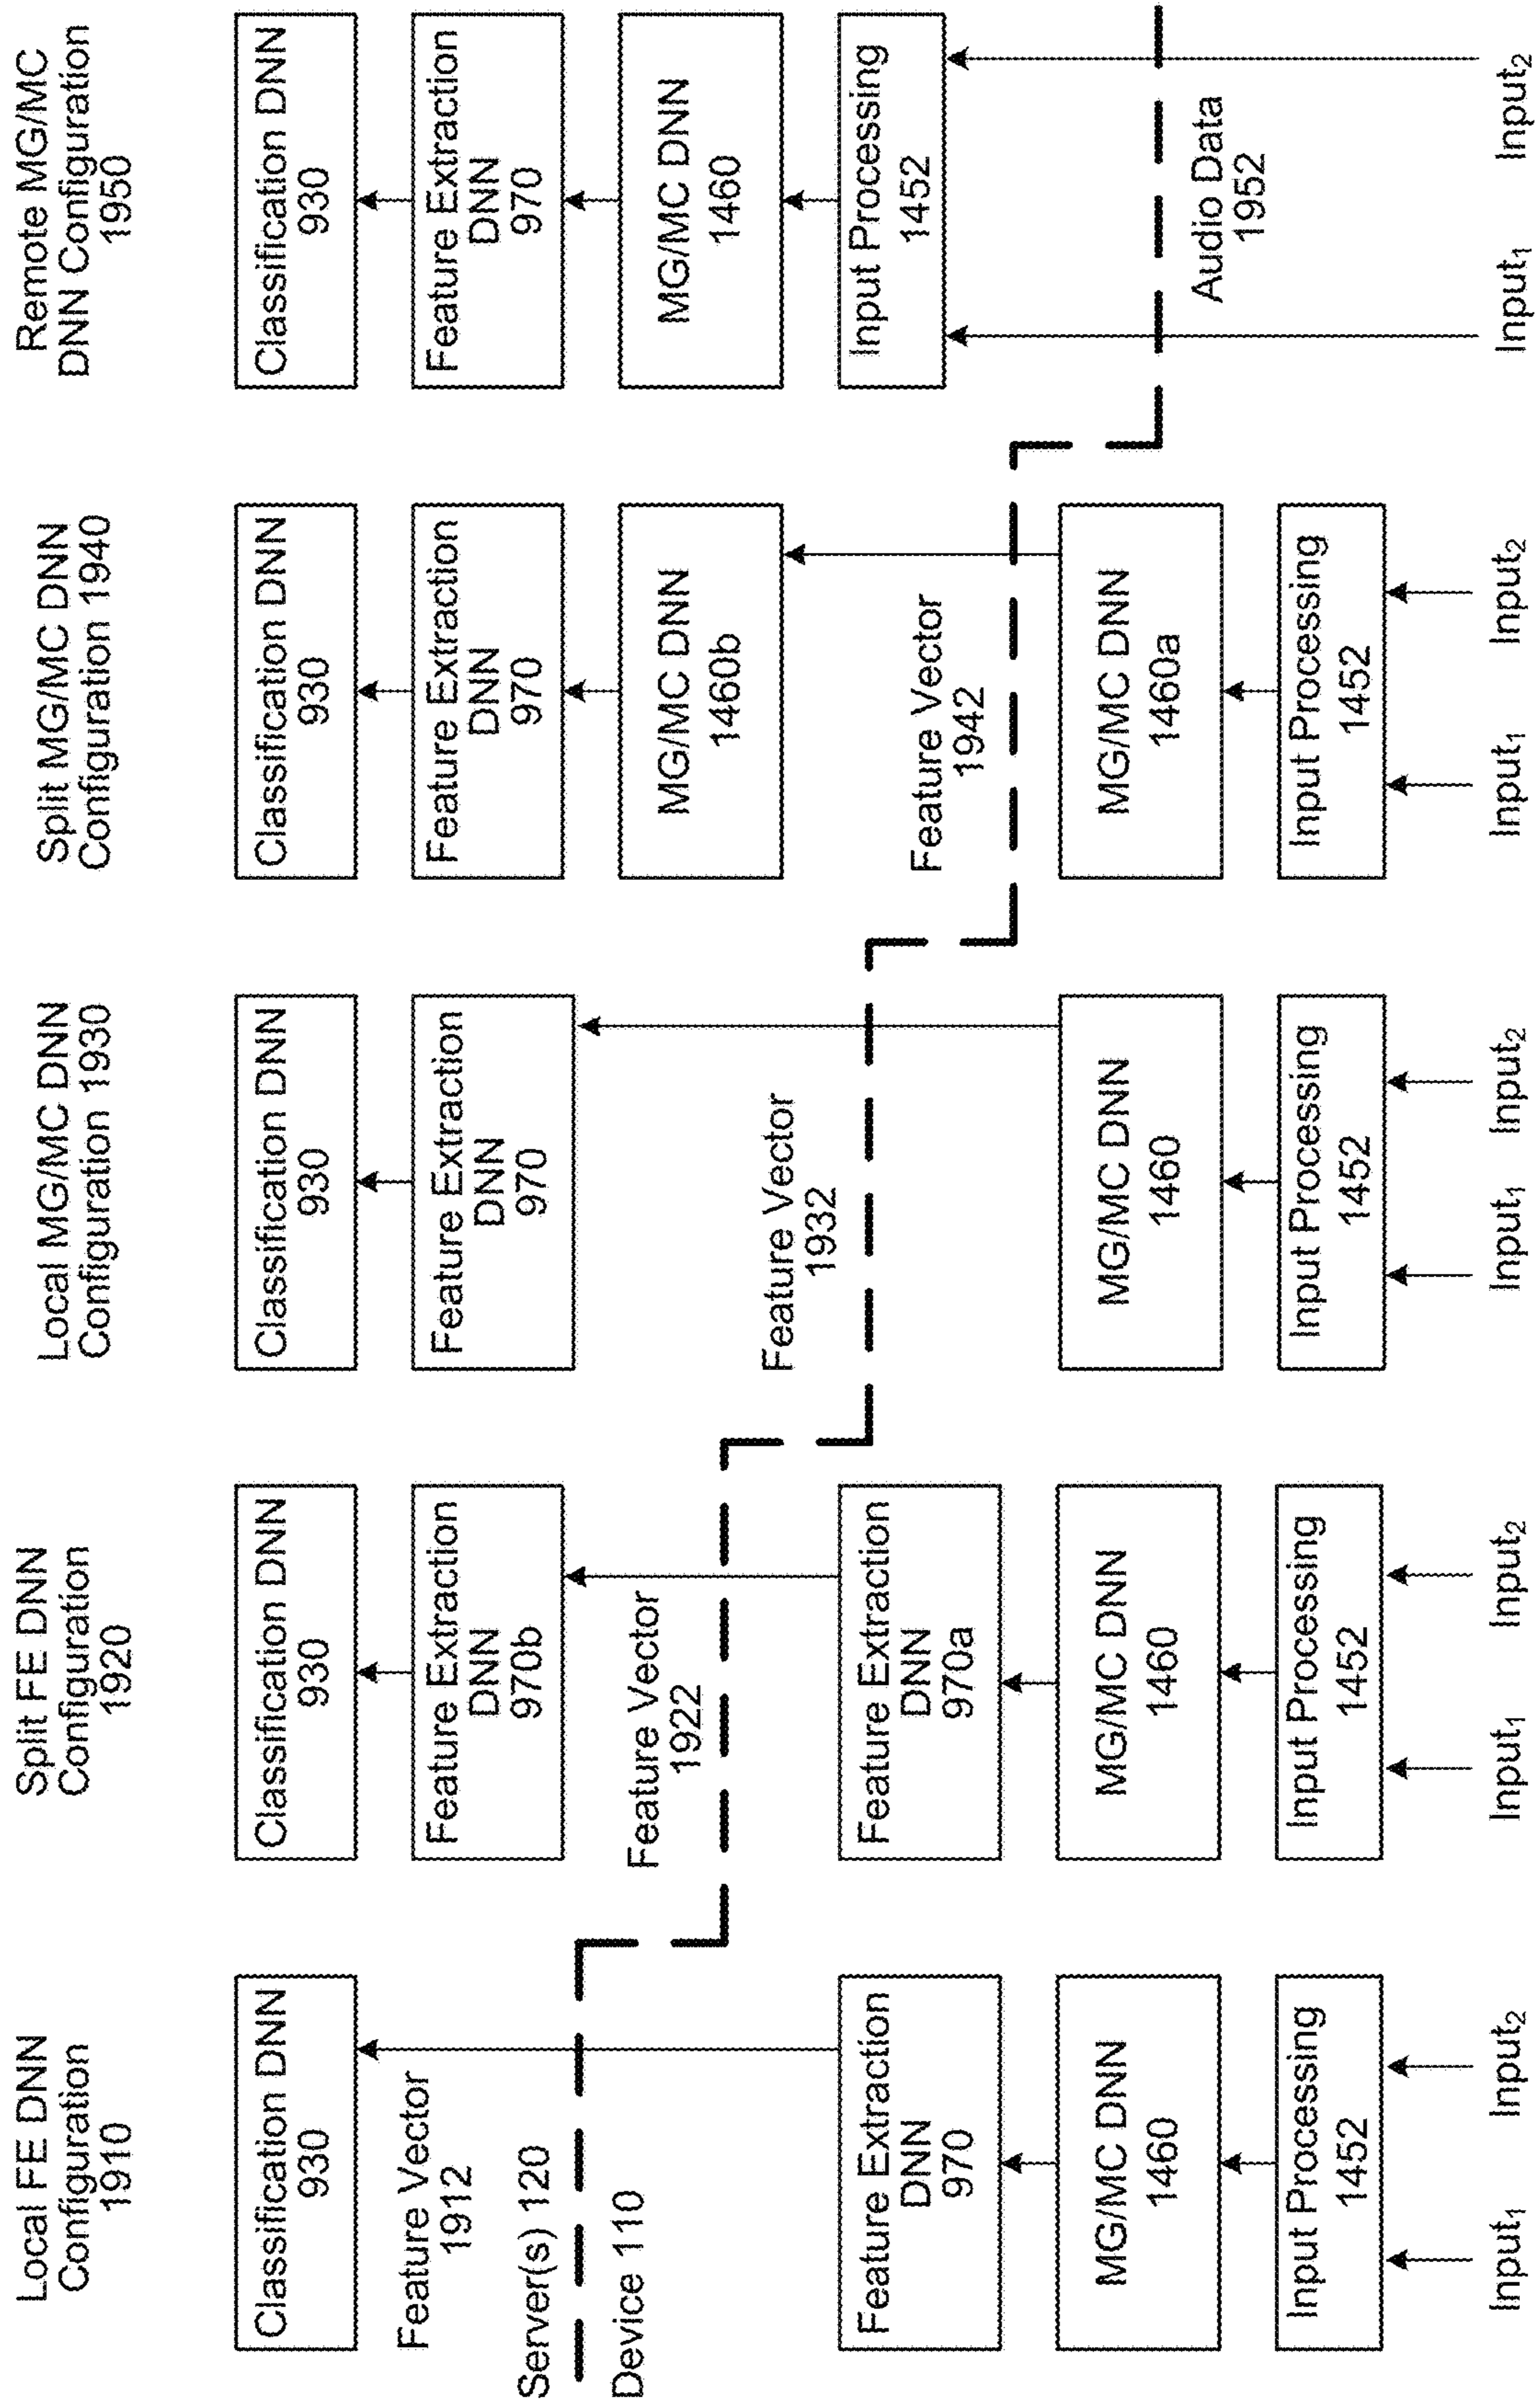 Local FE DNN
Configuration
1910
Classification DNN
930
Feature Vector
1912
Server(s) 120
Device 110
Feature Extraction
DNN
970
MG/MC DNN
1460
Input Processing
1452
Input₁
Input₂
Split FE DNN
Configuration
1920
Classification DNN
930
Feature Extraction
DNN
970b
Feature Vector
1922
Feature Extraction
DNN
970a
MG/MC DNN
1460
Input Processing
1452
Input₁
Input₂
Local MG/MC DNN
Configuration 1930
Classification DNN
930
Feature Extraction
DNN
970
Feature Vector
1932
MG/MC DNN
1460
Input Processing
1452
Input₁
Input₂
Split MG/MC DNN
Configuration 1940
Classification DNN
930
Feature Extraction
DNN
970
MG/MC DNN
1460b
Feature Vector
1942
MG/MC DNN
1460a
Input Processing
1452
Input₁
Input₂
Remote MG/MC
DNN Configuration
1950
Classification DNN
930
Feature Extraction
DNN
970
MG/MC DNN
1460
Input Processing
1452
Audio Data
1952
Input₁
Input₂